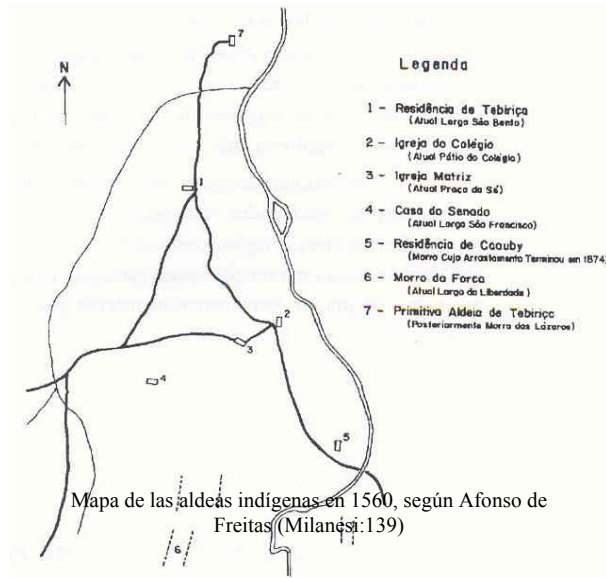 7
N
Legenda
1 - Residência de Tebiriça
(Atual Largo São Bento)
2 - Igreja do Colégio
(Atual Pátio do Colégio)
3 - Igreja Matriz
(Atual Praça da Sé)
4 - Casa do Senado
(Atual Largo São Francisco)
5 - Residência de Caauby
(Morro Cujo Arrastamento Terminou em 1874)
6 - Morro da Forca
(Atual Largo da Liberdade)
7 - Primitiva Aldeia de Tebiriça
(Posteriormente Morro dos Lázaros)
1
2
3
4
5
Mapa de las aldeas indígenas en 1560, según Afonso de
Freitas (Milanesi:139)
6